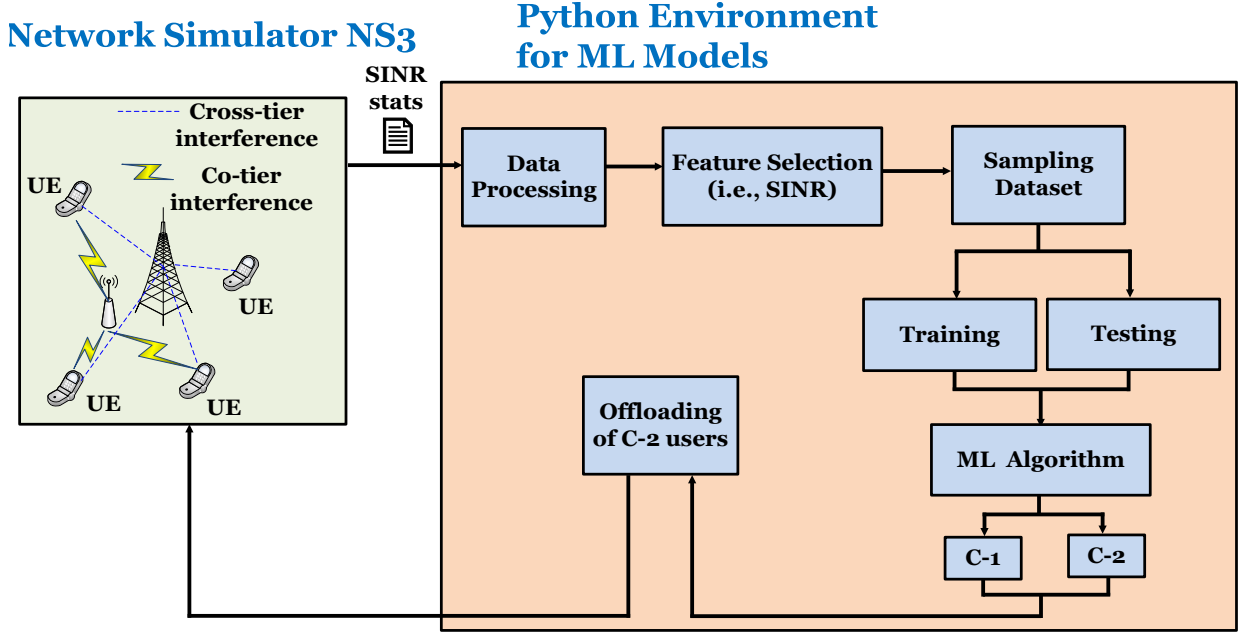 Network Simulator NS3
Python Environment
for ML Models
SINR
stats
Cross-tier
interference
Co-tier
interference
UE
UE
UE
UE
Data
Processing
Feature Selection
(i.e., SINR)
Sampling
Dataset
Training
Testing
Offloading
of C-2 users
ML Algorithm
C-1
C-2